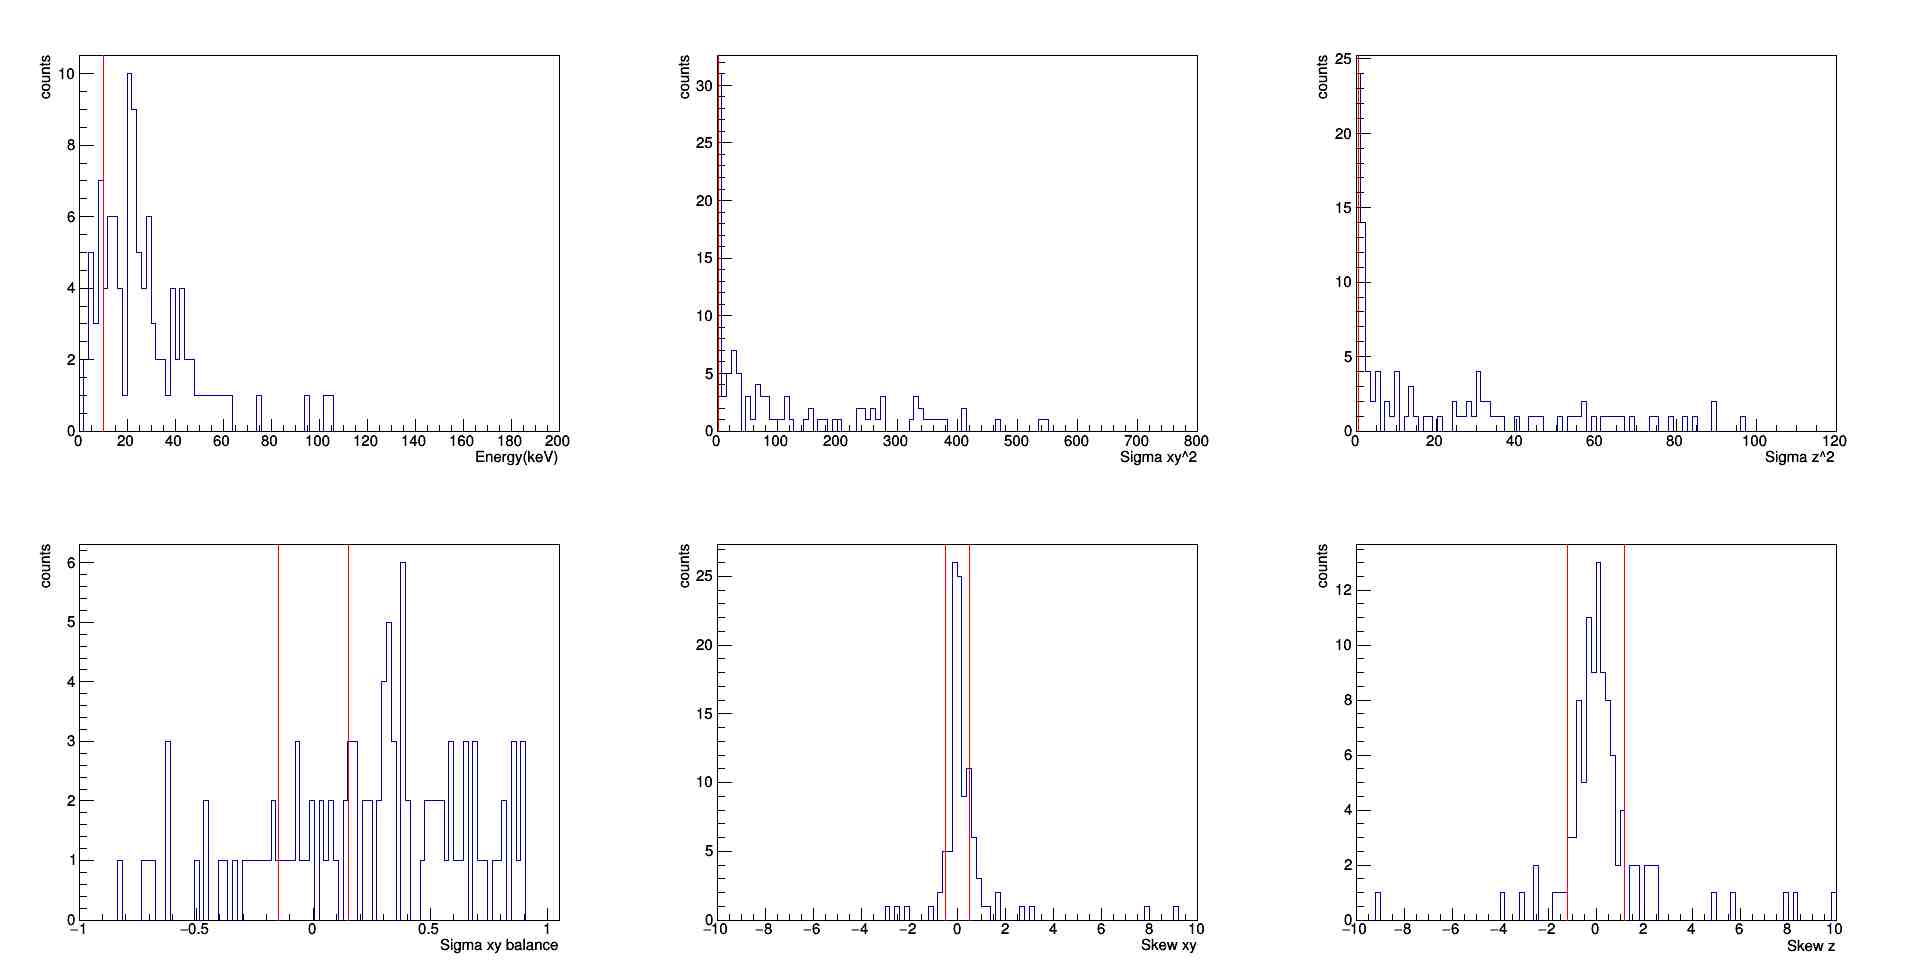 counts
10
8
6
4
2
0
0 20 40 60 80 100 120 140 160 180 200
Energy(keV)
counts
30
25
20
15
10
5
0
0 100 200 300 400 500 600 700 800
Sigma xy^2
counts
25
20
15
10
5
0
0 20 40 60 80 100 120
Sigma z^2
counts
6
5
4
3
2
1
0
−1 −0.5 0 0.5 1
Sigma xy balance
counts
25
20
15
10
5
0
−10 −8 −6 −4 −2 0 2 4 6 8 10
Skew xy
counts
12
10
8
6
4
2
0
−10 −8 −6 −4 −2 0 2 4 6 8 10
Skew z